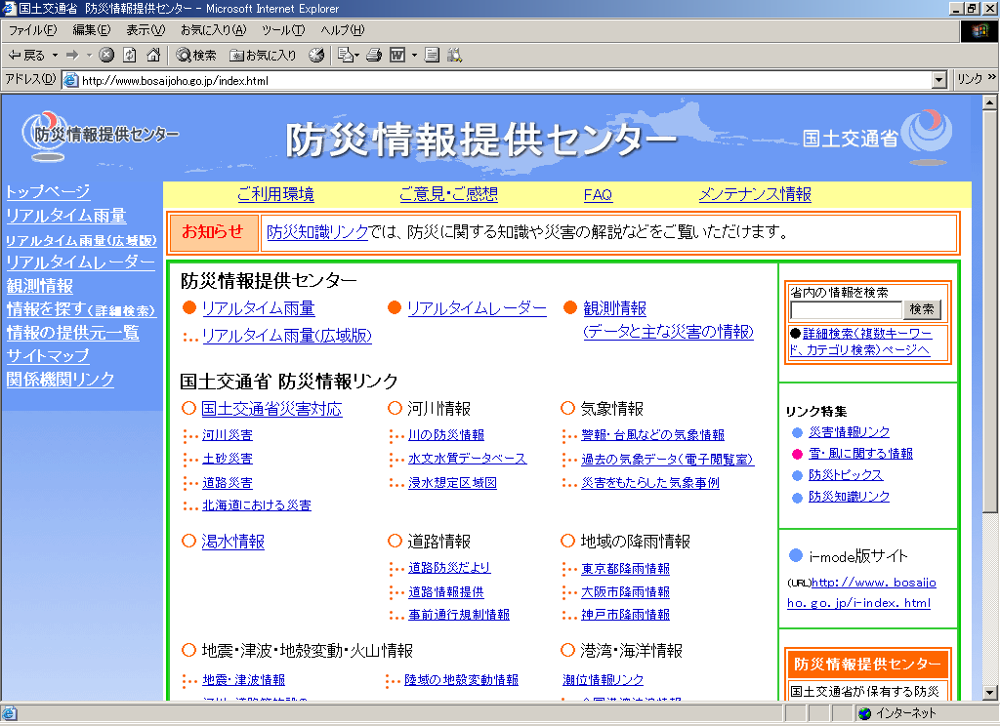 国土交通省 防災情報提供センター - Microsoft Internet Explorer
ファイル(F) 編集(E) 表示(V) お気に入り(A) ツール(T) ヘルプ(H)
戻る 検索 お気に入り
アドレス(D) http://www.bosaijoho.go.jp/index.html リンク »
防災情報提供センター 防災情報提供センター 国土交通省
トップページ
リアルタイム雨量
リアルタイム雨量(広域版)
リアルタイムレーダー
観測情報
情報を探す(詳細検索)
情報の提供元一覧
サイトマップ
関係機関リンク
ご利用環境 ご意見・ご感想 FAQ メンテナンス情報
お知らせ 防災知識リンクでは、防災に関する知識や災害の解説などをご覧いただけます。
防災情報提供センター
リアルタイム雨量 リアルタイムレーダー 観測情報
リアルタイム雨量(広域版) (データと主な災害の情報)
国土交通省 防災情報リンク
国土交通省災害対応 河川情報 気象情報
河川災害 川の防災情報 警報・台風などの気象情報
土砂災害 水文水質データベース 過去の気象データ(電子閲覧室)
道路災害 浸水想定区域図 災害をもたらした気象事例
北海道における災害
渇水情報 道路情報 地域の降雨情報
道路防災だより 東京都降雨情報
道路情報提供 大阪市降雨情報
事前通行規制情報 神戸市降雨情報
地震・津波・地殻変動・火山情報 港湾・海洋情報
地震・津波情報 陸域の地殻変動情報 潮位情報リンク
省内の情報を検索
検索
●詳細検索(複数キーワー
ド、カテゴリ検索)ページへ
リンク特集
災害情報リンク
雪・風に関する情報
防災トピックス
防災知識リンク
i-mode版サイト
(URL)http://www.bosaijo
ho.go.jp/i-index.html
防災情報提供センター
国土交通省が保有する防災
インターネット